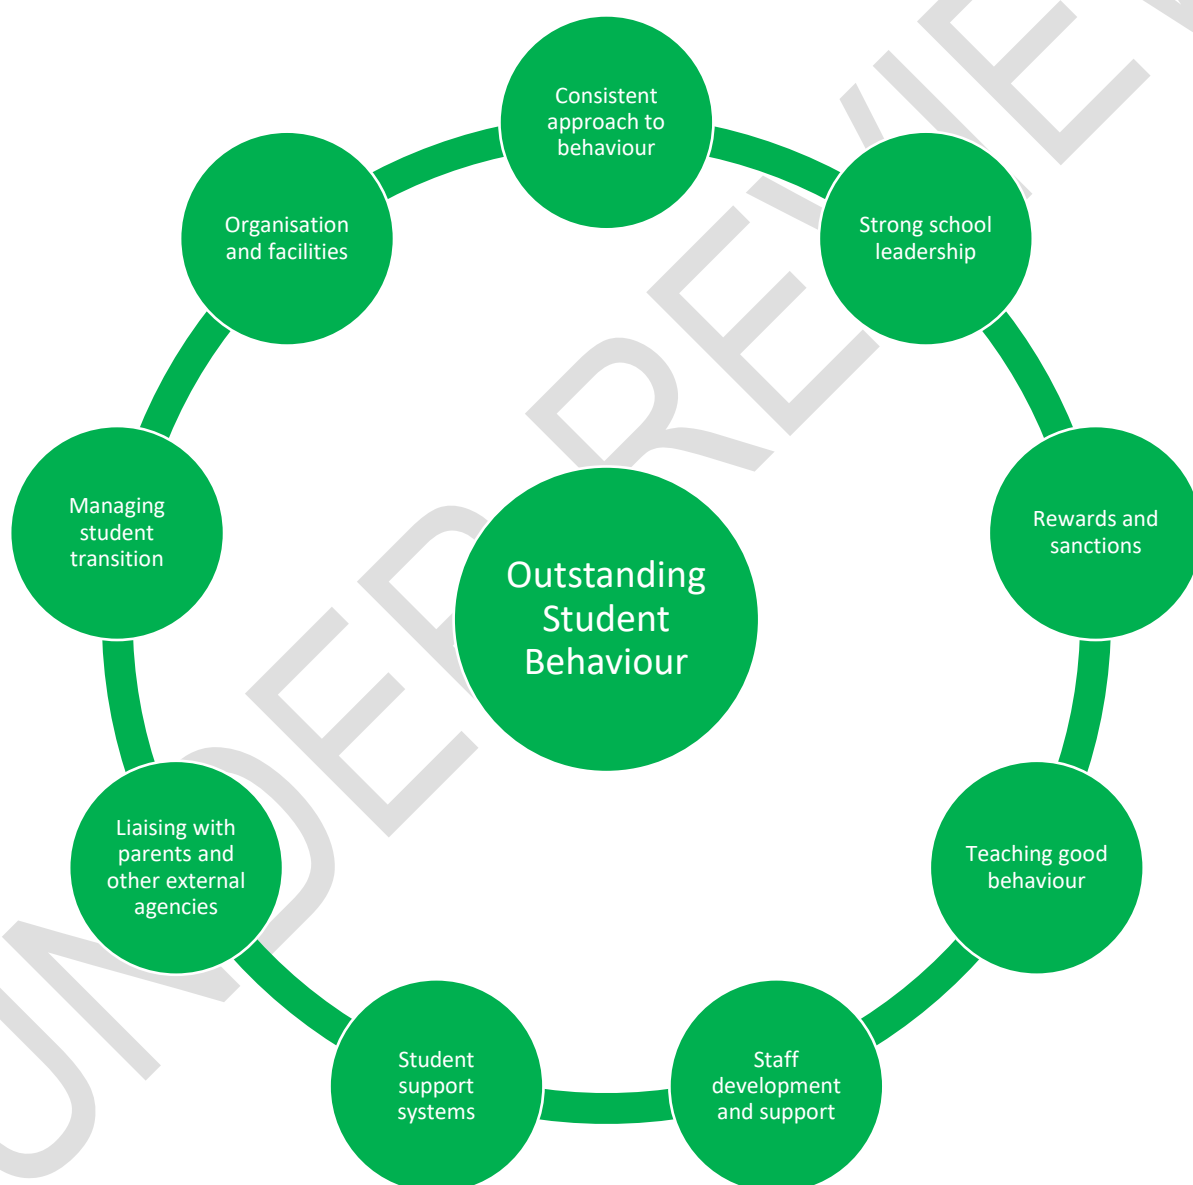 Consistent
approach to
behaviour
Strong school
leadership
Rewards and
sanctions
Teaching good
behaviour
Staff
development
and support
Student
support
systems
Liaising with
parents and
other external
agencies
Managing
student
transition
Organisation
and facilities
Outstanding
Student
Behaviour
UNDER REVIEW